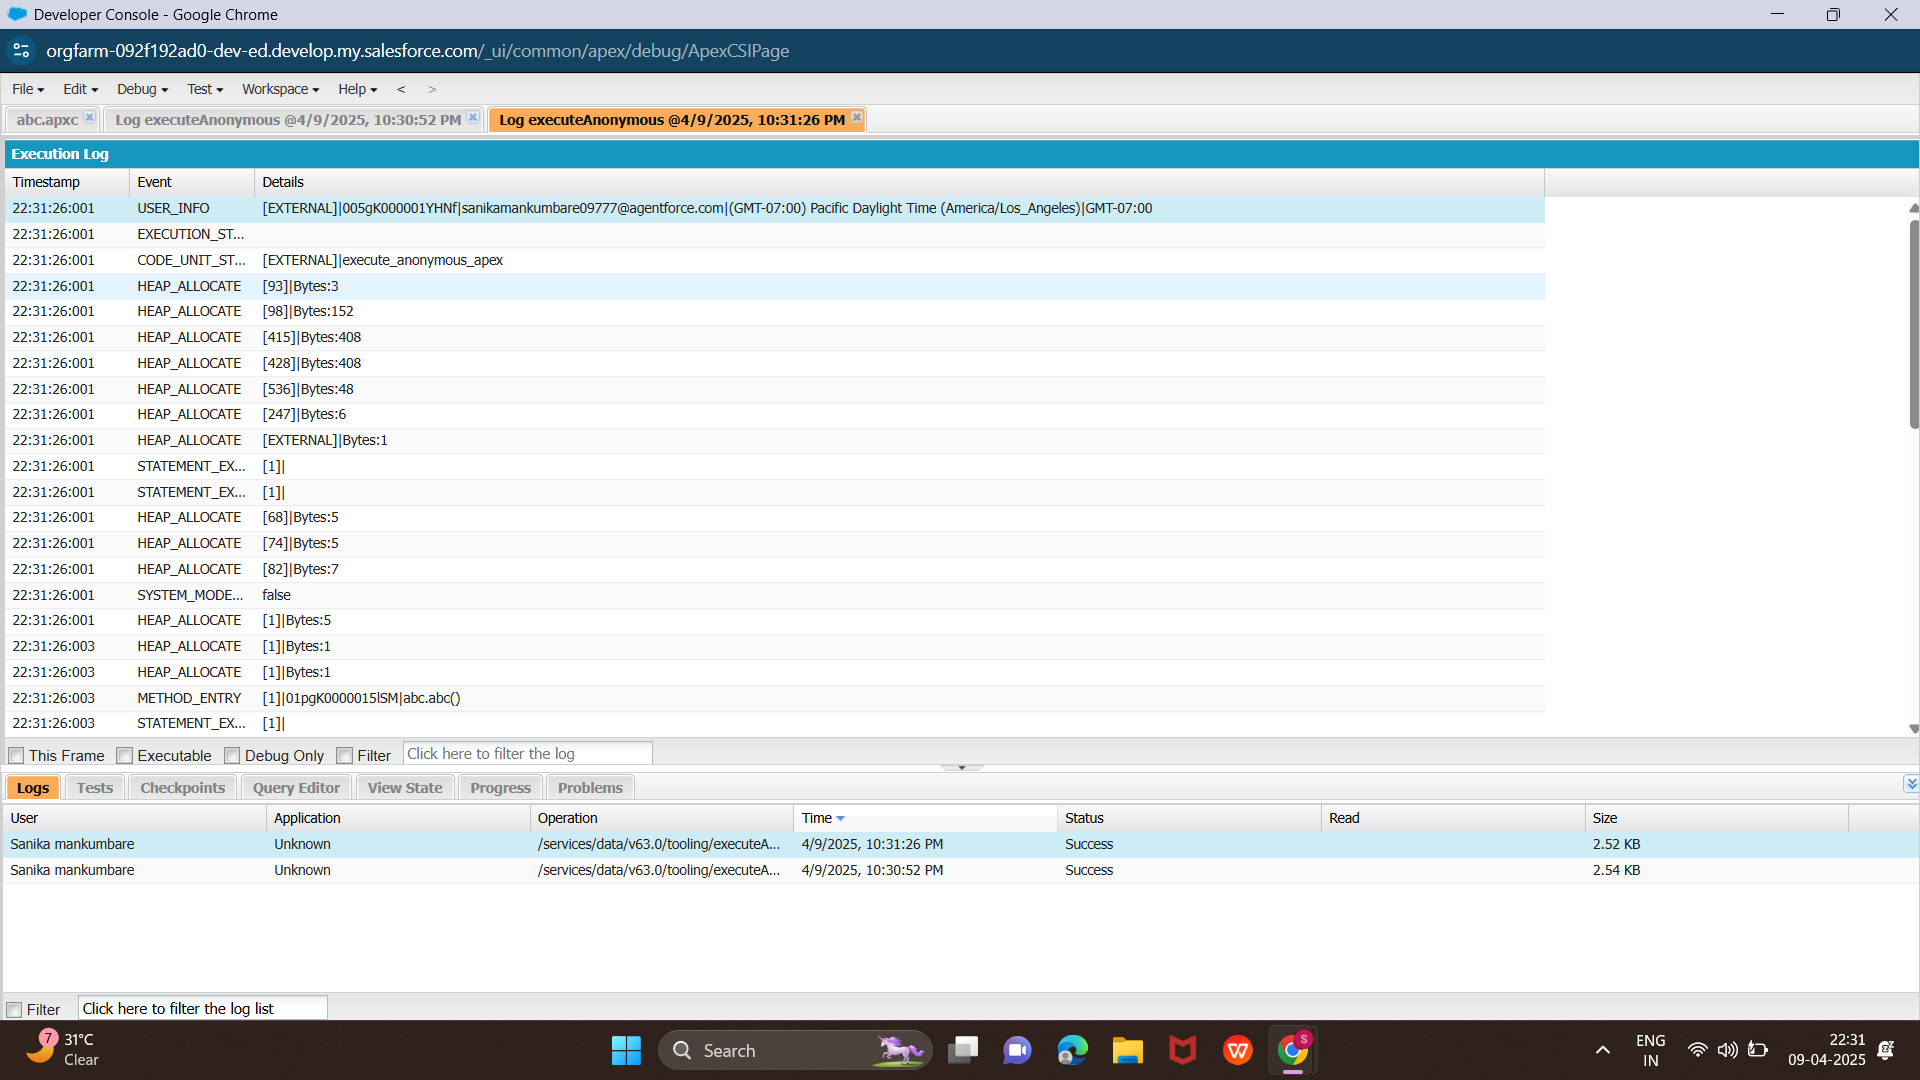 Developer Console - Google Chrome
orgfarm-092f192ad0-dev-ed.develop.my.salesforce.com/_ui/common/apex/debug/ApexCSIPage
File Edit Debug Test Workspace Help < >
abc.apxc Log executeAnonymous @4/9/2025, 10:30:52 PM Log executeAnonymous @4/9/2025, 10:31:26 PM
Execution Log
Timestamp Event Details
22:31:26:001 USER_INFO [EXTERNAL]|005gK000001YHNf|sanikamankumbare09777@agentforce.com|(GMT-07:00) Pacific Daylight Time (America/Los_Angeles)|GMT-07:00
22:31:26:001 EXECUTION_ST...
22:31:26:001 CODE_UNIT_ST... [EXTERNAL]|execute_anonymous_apex
22:31:26:001 HEAP_ALLOCATE [93]|Bytes:3
22:31:26:001 HEAP_ALLOCATE [98]|Bytes:152
22:31:26:001 HEAP_ALLOCATE [415]|Bytes:408
22:31:26:001 HEAP_ALLOCATE [428]|Bytes:408
22:31:26:001 HEAP_ALLOCATE [536]|Bytes:48
22:31:26:001 HEAP_ALLOCATE [247]|Bytes:6
22:31:26:001 HEAP_ALLOCATE [EXTERNAL]|Bytes:1
22:31:26:001 STATEMENT_EX... [1]|
22:31:26:001 STATEMENT_EX... [1]|
22:31:26:001 HEAP_ALLOCATE [68]|Bytes:5
22:31:26:001 HEAP_ALLOCATE [74]|Bytes:5
22:31:26:001 HEAP_ALLOCATE [82]|Bytes:7
22:31:26:001 SYSTEM_MODE... false
22:31:26:001 HEAP_ALLOCATE [1]|Bytes:5
22:31:26:003 HEAP_ALLOCATE [1]|Bytes:1
22:31:26:003 HEAP_ALLOCATE [1]|Bytes:1
22:31:26:003 METHOD_ENTRY [1]|01pgK0000015lSM|abc.abc()
22:31:26:003 STATEMENT_EX... [1]|
This Frame Executable Debug Only Filter Click here to filter the log
Logs Tests Checkpoints Query Editor View State Progress Problems
User Application Operation Time Status Read Size
Sanika mankumbare Unknown /services/data/v63.0/tooling/executeA... 4/9/2025, 10:31:26 PM Success 2.52 KB
Sanika mankumbare Unknown /services/data/v63.0/tooling/executeA... 4/9/2025, 10:30:52 PM Success 2.54 KB
Filter Click here to filter the log list
7 31°C
Clear
Search
W
S
ENG
IN
22:31
09-04-2025